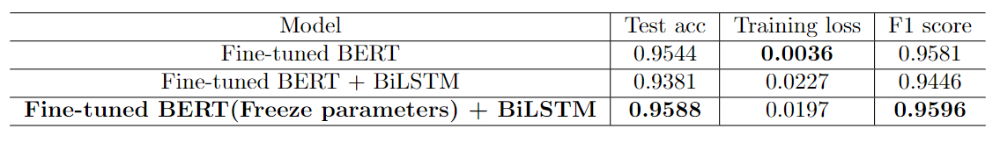 Model Test acc Training loss F1 score
Fine-tuned BERT 0.9544 0.0036 0.9581
Fine-tuned BERT + BiLSTM 0.9381 0.0227 0.9446
Fine-tuned BERT(Freeze parameters) + BiLSTM 0.9588 0.0197 0.9596